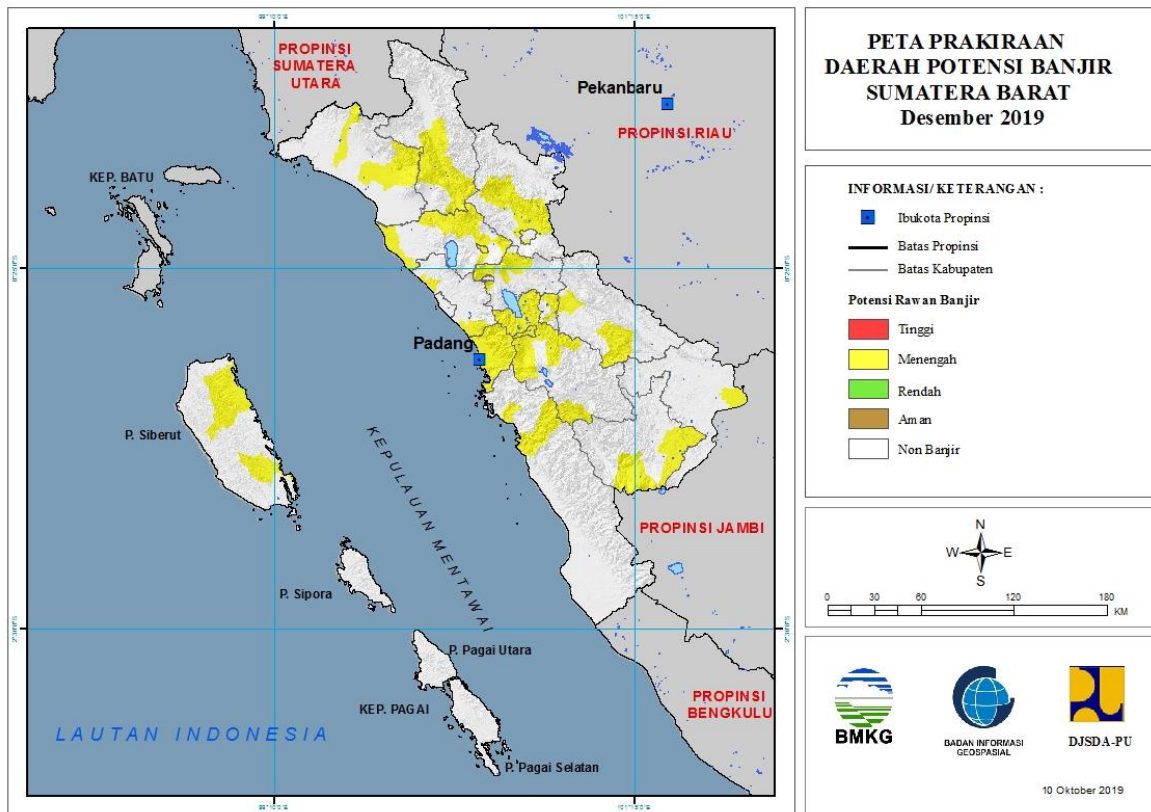 PETA PRAKIRAAN
DAERAH POTENSI BANJIR
SUMATERA BARAT
Desember 2019
PROPINSI
SUMATERA
UTARA
Pekanbaru
PROPINSI RIAU
KEP. BATU
Padang
P. Siberut
KEPULAUAN MENTAWAI
PROPINSI JAMBI
P. Sipora
P. Pagai Utara
KEP. PAGAI
PROPINSI
BENGKULU
LAUTAN INDONESIA
P. Pagai Selatan
INFORMASI/ KETERANGAN :
Ibukota Propinsi
Batas Propinsi
Batas Kabupaten
Potensi Rawan Banjir
Tinggi
Menengah
Rendah
Aman
Non Banjir
N
W E
S
0 30 60 120 180
KM
BMKG
BADAN INFORMASI
GEOSPASIAL
DJSDA-PU
10 Oktober 2019